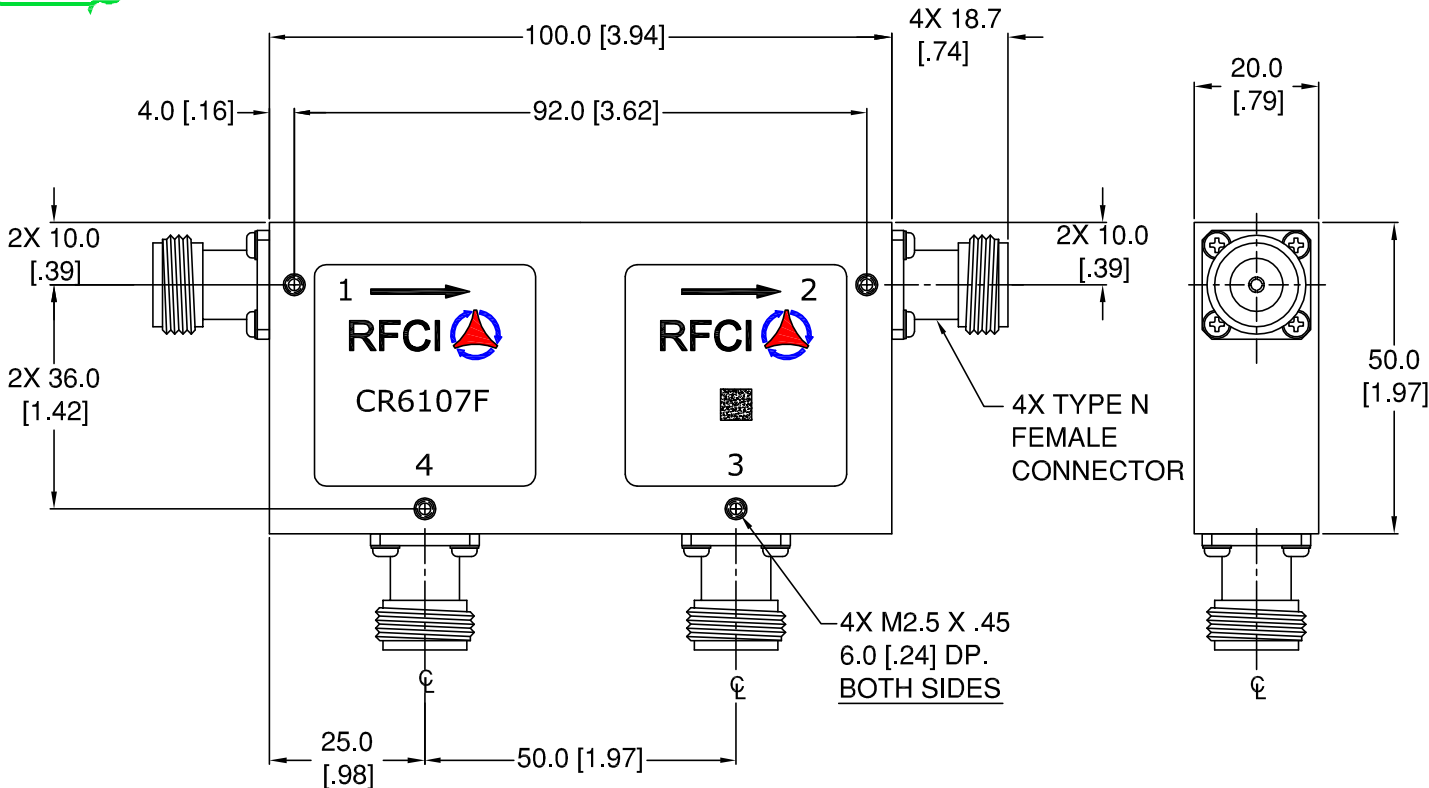 100.0 [3.94]
4X 18.7
[.74]
20.0
[.79]
4.0 [.16]
92.0 [3.62]
2X 10.0
[.39]
2X 10.0
[.39]
1
2
RFCI
RFCI
2X 36.0
[1.42]
50.0
[1.97]
CR6107F
4X TYPE N
FEMALE
CONNECTOR
4
3
4X M2.5 X .45
6.0 [.24] DP.
BOTH SIDES
℄
℄
℄
25.0
[.98]
50.0 [1.97]